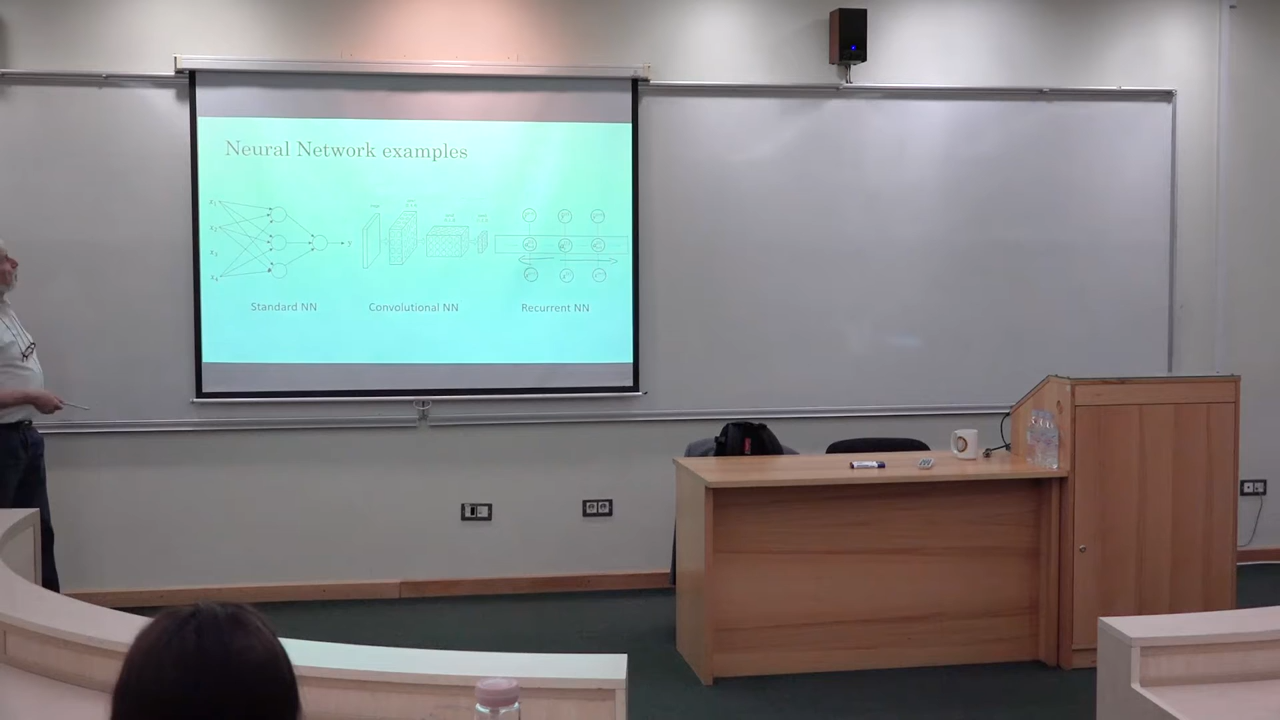 Neural Network examples
Standard NN
Convolutional NN
Recurrent NN